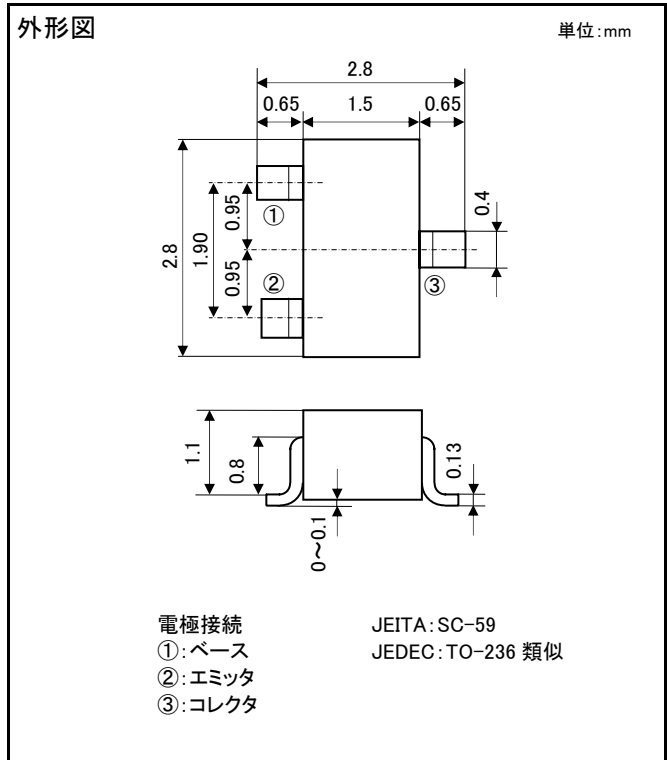 外形図
単位:mm
2.8
0.65 1.5 0.65
2.8
1.90
0.95
0.95
0.4
①
②
③
1.1
0.8
0.13
0~0.1
電極接続
①:ベース
②:エミッタ
③:コレクタ
JEITA:SC-59
JEDEC:TO-236 類似